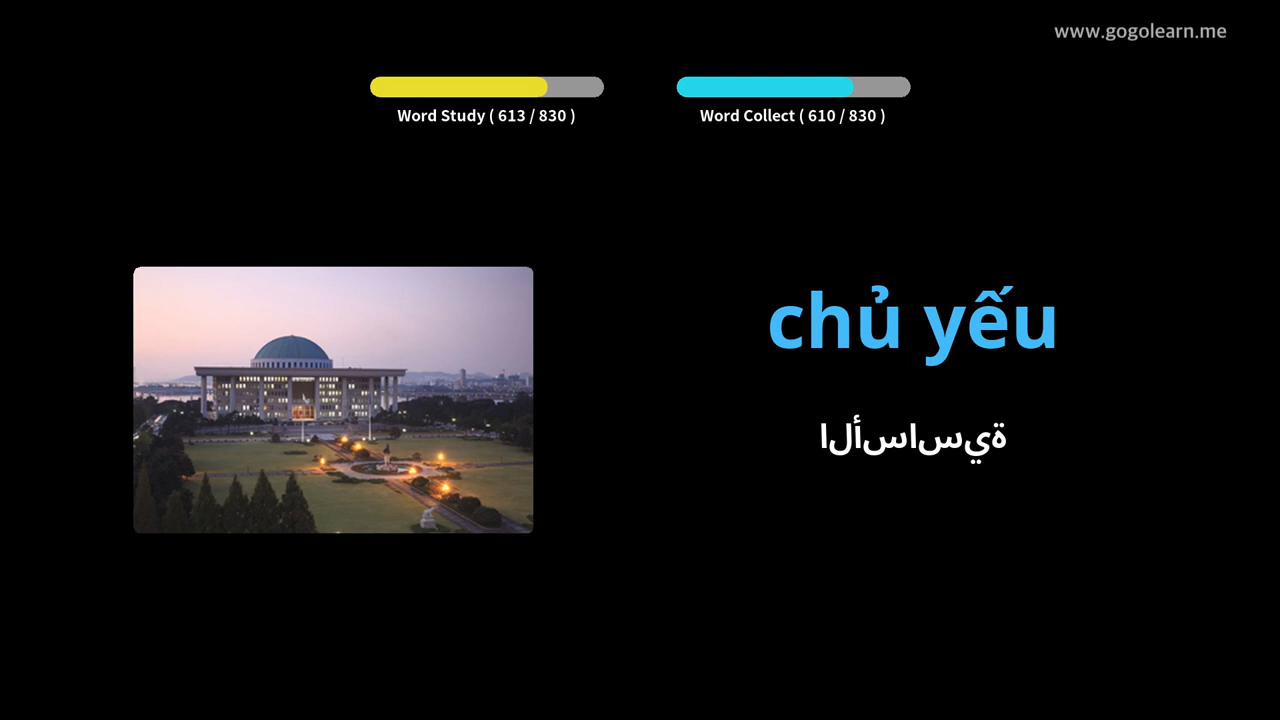 www.gogolearn.me
Word Study ( 613 / 830 )
Word Collect ( 610 / 830 )
chủ yếu
الأساسية